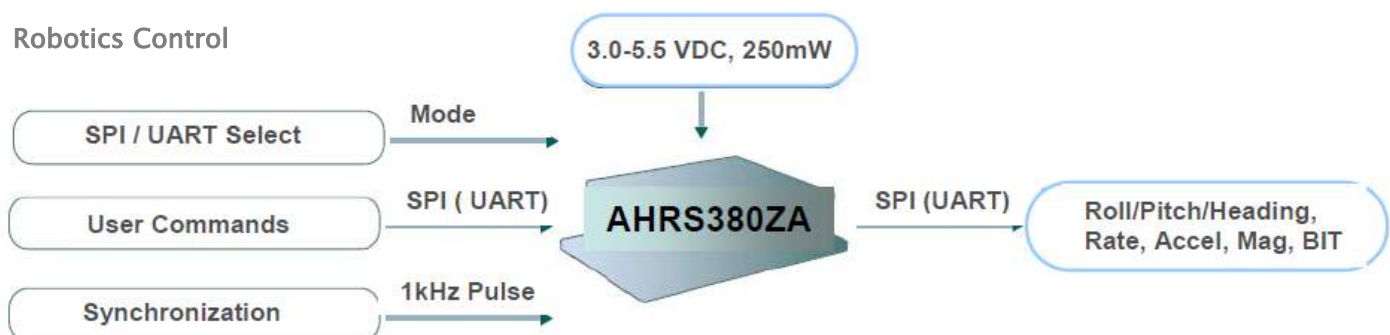 Robotics Control
3.0-5.5 VDC, 250mW
SPI / UART Select
Mode
User Commands
SPI ( UART)
AHRS380ZA
SPI (UART)
Roll/Pitch/Heading,
Rate, Accel, Mag, BIT
Synchronization
1kHz Pulse